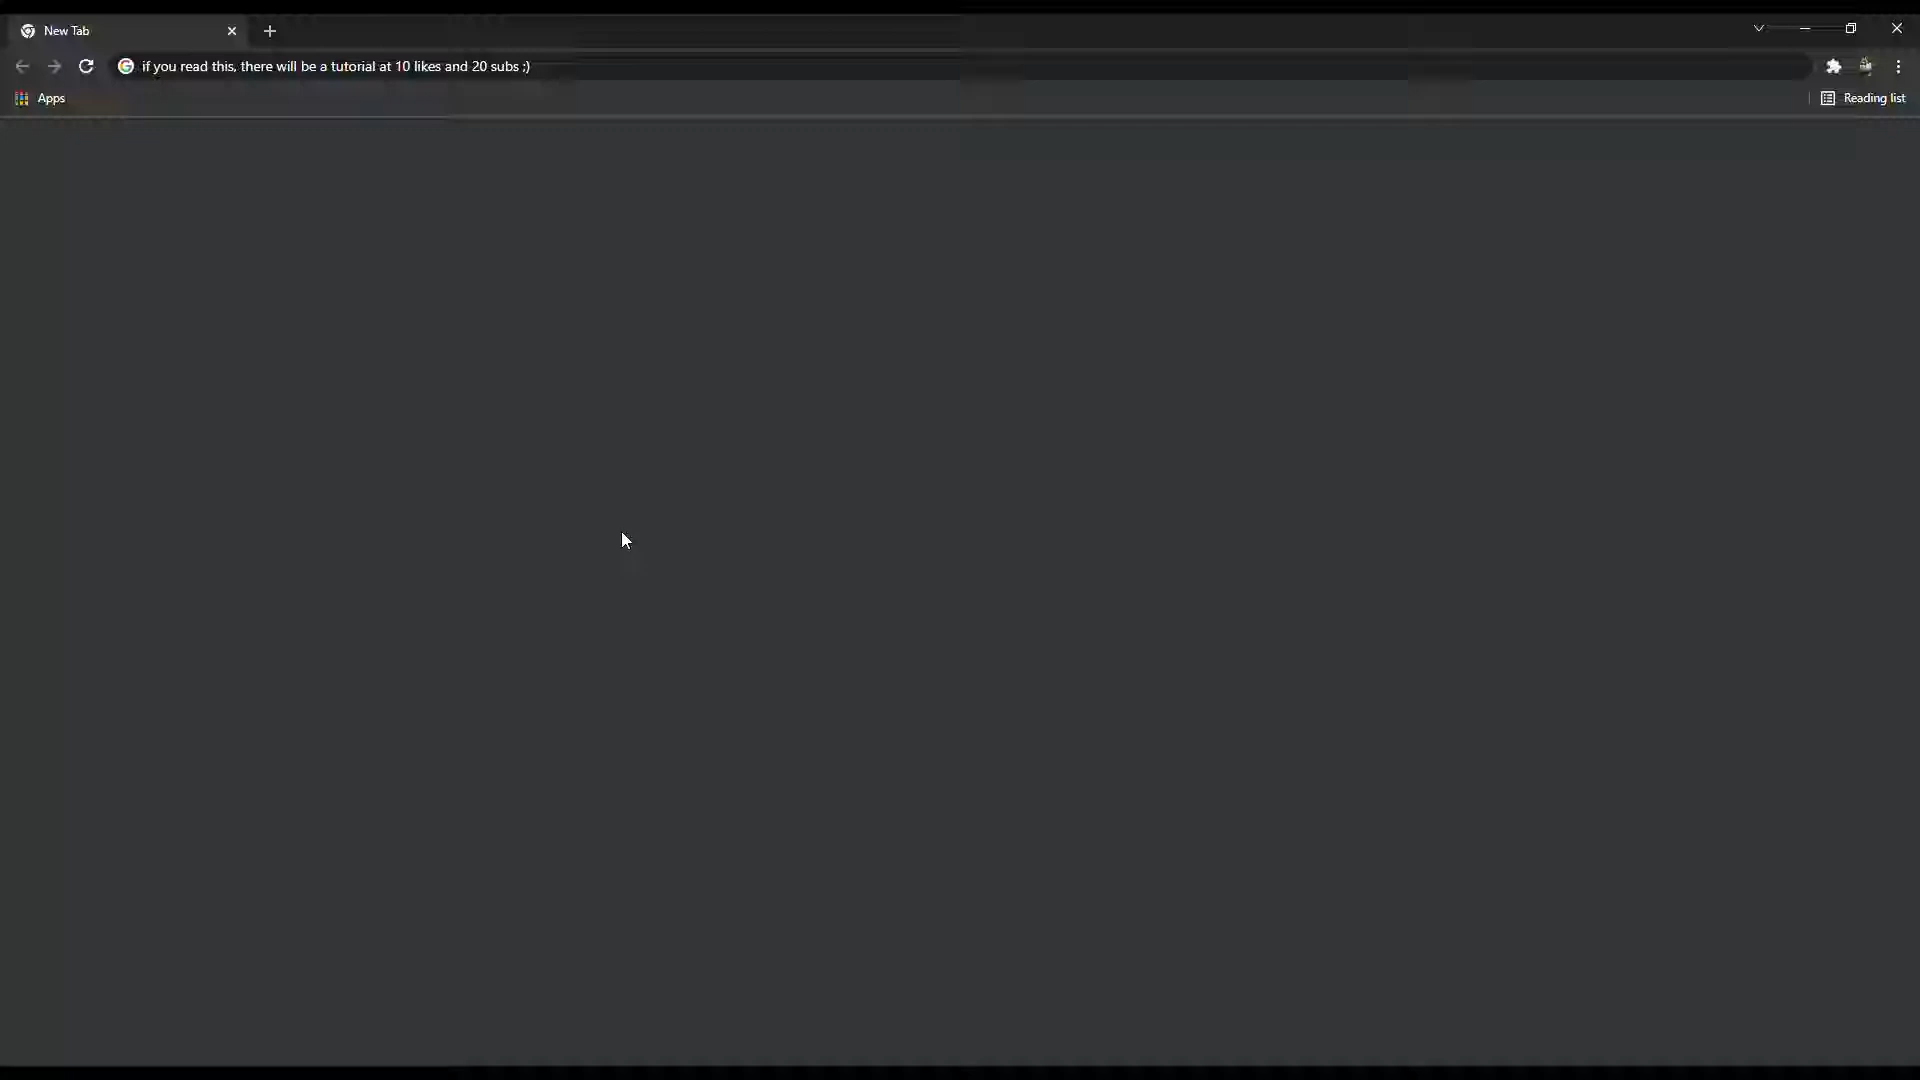 New Tab
if you read this, there will be a tutorial at 10 likes and 20 subs ;)
Apps
Reading list